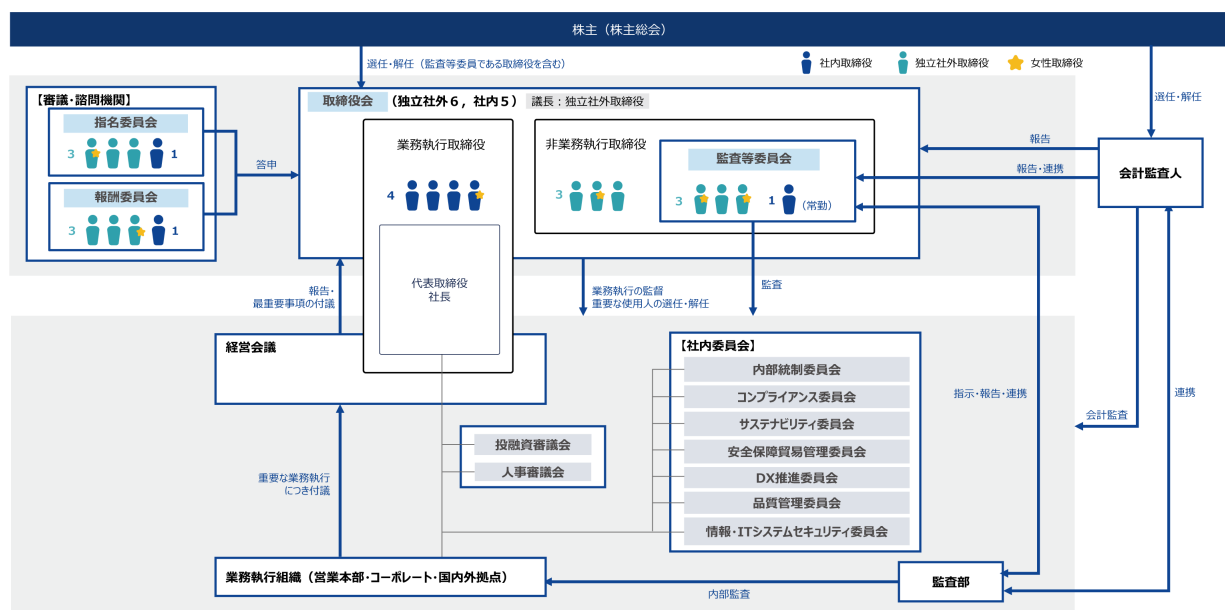 株主（株主総会）
選任・解任（監査等委員である取締役を含む）
社内取締役
独立社外取締役
女性取締役
選任・解任
【審議・諮問機関】
指名委員会
3
1
報酬委員会
3
1
答申
取締役会
（独立社外６，社内５）
議長：独立社外取締役
業務執行取締役
4
代表取締役
社長
非業務執行取締役
3
監査等委員会
3
1
（常勤）
報告
報告・連携
会計監査人
報告・
最重要事項の付議
業務執行の監督
重要な使用人の選任・解任
監査
経営会議
【社内委員会】
内部統制委員会
コンプライアンス委員会
サステナビリティ委員会
安全保障貿易管理委員会
DX推進委員会
品質管理委員会
情報・ITシステムセキュリティ委員会
投融資審議会
人事審議会
指示・報告・連携
会計監査
連携
重要な業務執行
につき付議
業務執行組織（営業本部・コーポレート・国内外拠点）
内部監査
監査部